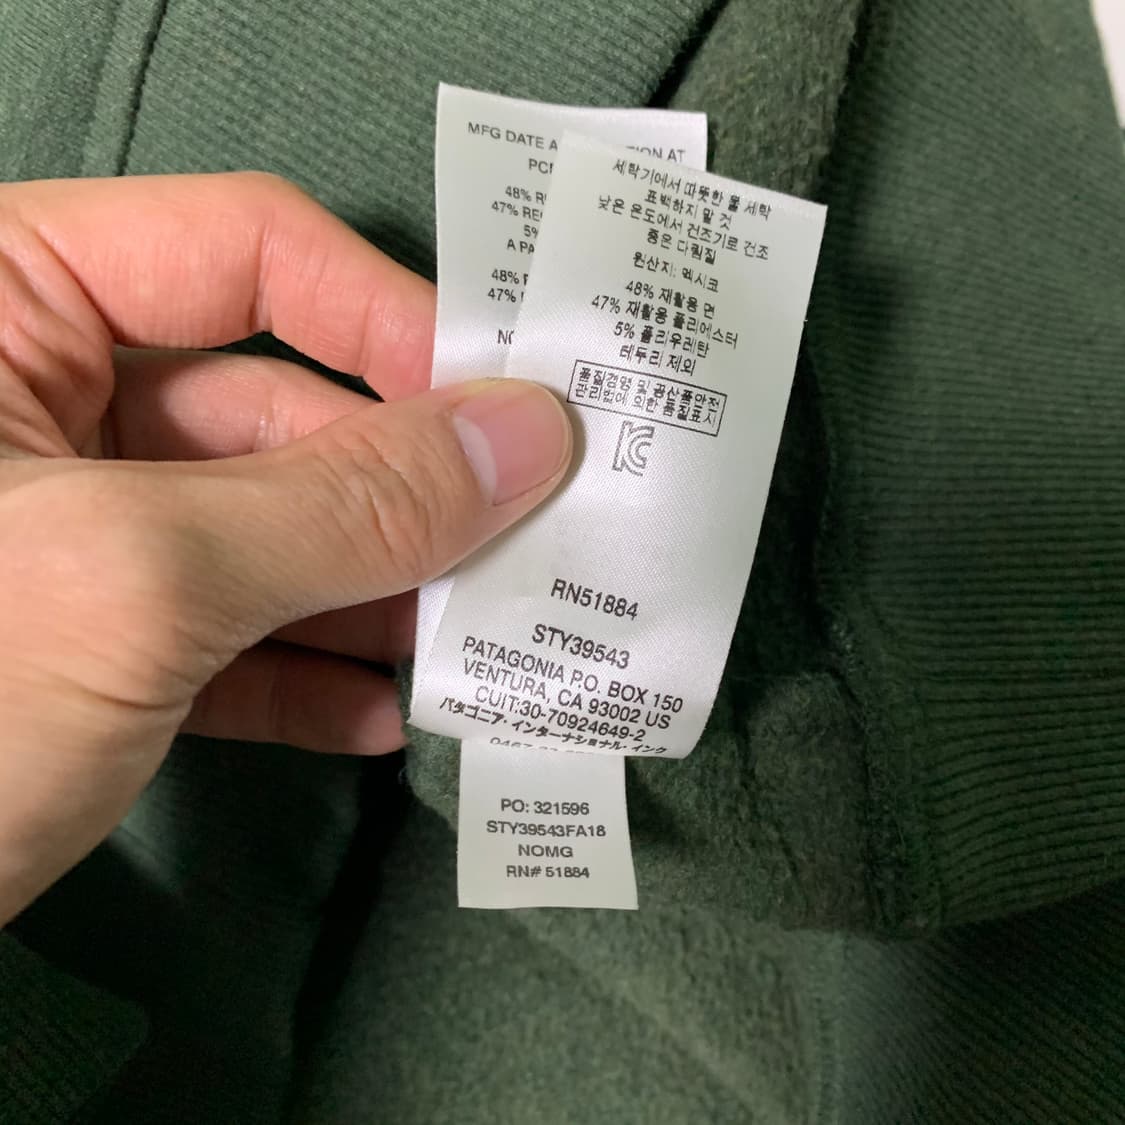 MFG DATE A
TION AT
PC
48% R
47% RE
5%
A PA
48%
47%
NO
세탁기에서 따뜻한 물 세탁
표백하지 말 것
낮은 온도에서 건조기로 건조
중온 다림질
원산지: 멕시코
48% 재활용 면
47% 재활용 폴리에스터
5% 폴리우레탄
테두리 제외
품질경영 및 공산품안전
관리법에 의한 품질표시
RN51884
STY39543
PATAGONIA P.O. BOX 150
VENTURA, CA 93002 US
CUIT:30-70924649-2
パタゴニア・インターナショナル・インク
PO: 321596
STY39543FA18
NOMG
RN# 51884